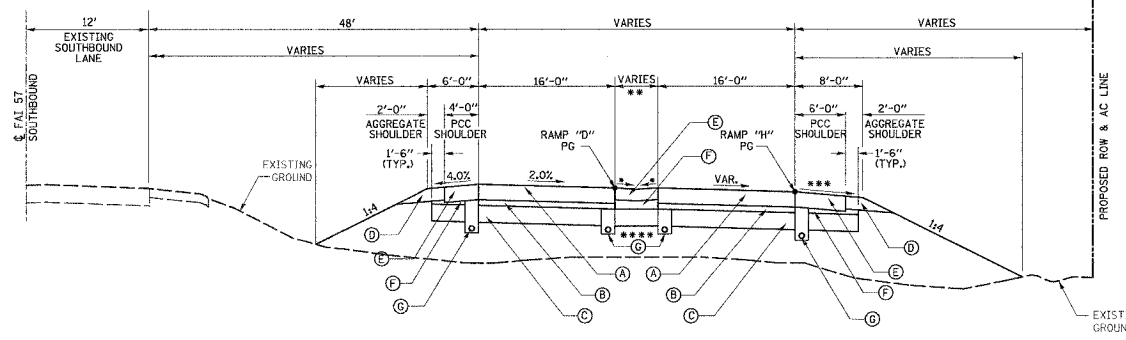 12'
48'
VARIES
VARIES
EXISTING
SOUTHBOUND
LANE
VARIES
VARIES
VARIES
6'-0"
16'-0"
VARIES
**
16'-0"
8'-0"
2'-0"
4'-0"
6'-0"
2'-0"
AGGREGATE
SHOULDER
PCC
SHOULDER
RAMP "D"
PG
E
F
RAMP "H"
PG
PCC
SHOULDER
AGGREGATE
SHOULDER
1'-6"
(TYP.)
1'-6"
(TYP.)
℄ FAI 57
SOUTHBOUND
EXISTING
GROUND
4.0%
2.0%
*
*
VAR.
***
1:4
1:4
****
G
D
E
F
G
A
B
C
A
B
C
D
E
F
G
PROPOSED ROW & AC LINE
EXIST
GROUN